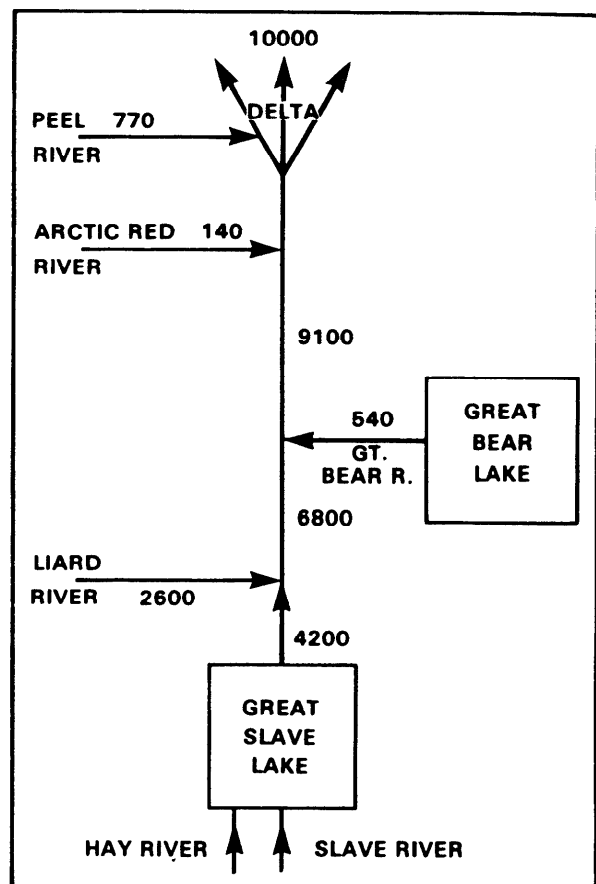 10000
DELTA
PEEL 770
RIVER
ARCTIC RED 140
RIVER
9100
540
GT.
BEAR R.
GREAT
BEAR
LAKE
6800
LIARD
RIVER 2600
4200
GREAT
SLAVE
LAKE
HAY RIVER SLAVE RIVER